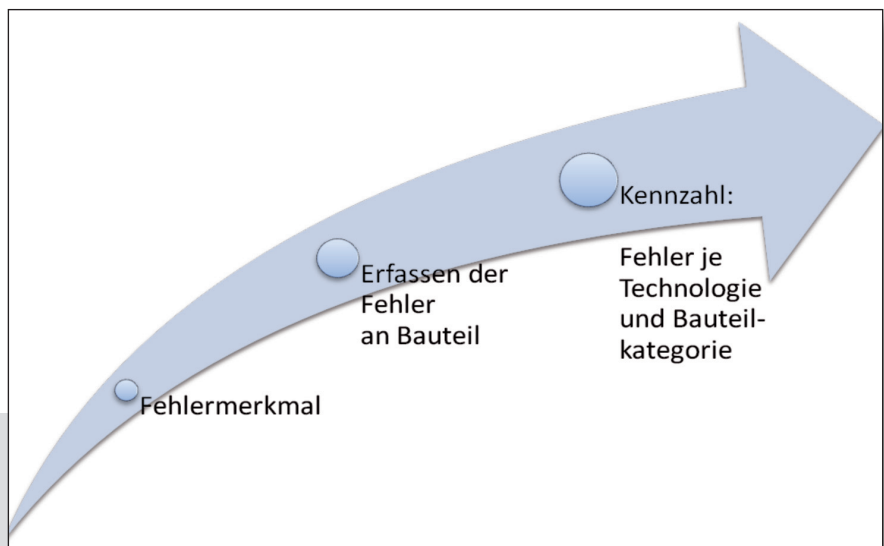 Fehlermerkmal
Erfassen der
Fehler
an Bauteil
Kennzahl:
Fehler je
Technologie
und Bauteil-
kategorie